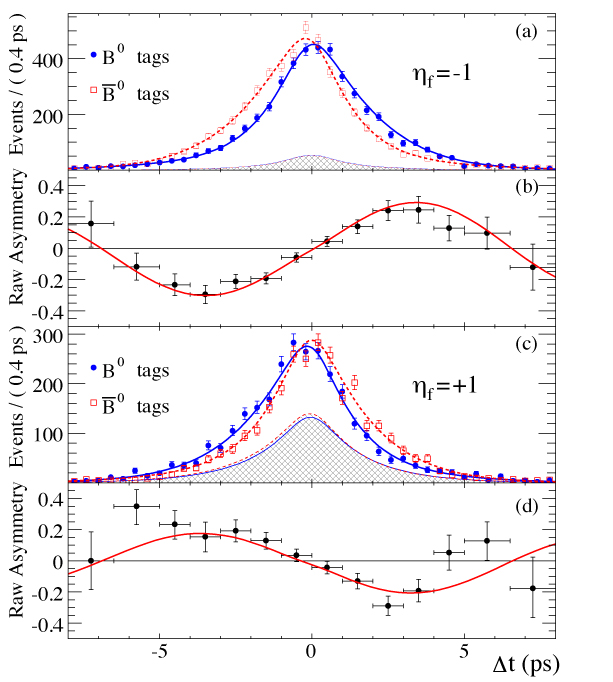 Events / ( 0.4 ps )
400
200
B⁰ tags
B̅⁰ tags
(a)
η_f=-1
Raw Asymmetry
0.4
0.2
0
-0.2
-0.4
(b)
Events / ( 0.4 ps )
300
200
100
B⁰ tags
B̅⁰ tags
(c)
η_f=+1
Raw Asymmetry
0.4
0.2
0
-0.2
-0.4
(d)
-5 0 5
Δt (ps)